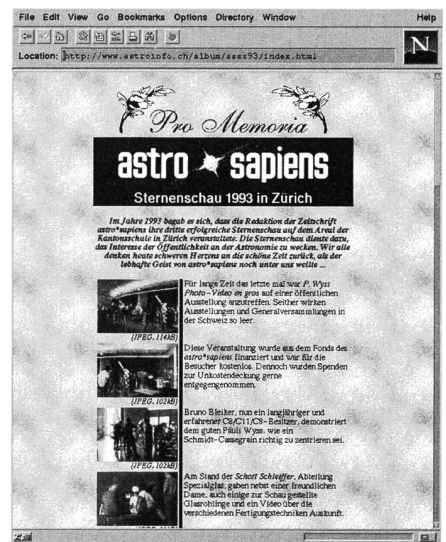 File Edit View Go Bookmarks Options Directory Window Help
Location: http://www.astroinfo.ch/album/ssss93/index.html
N
Pro Memoria
astro sapiens
Sternenschau 1993 in Zürich
Im Jahre 1993 begab es sich, dass die Redaktion der Zeitschrift
astro*sapiens ihre dritte erfolgreiche Sternenschau auf dem Areal der
Kantonsschule in Zürich veranstaltete. Die Sternenschau diente dazu,
das Interesse der Öffentlichkeit an der Astronomie zu wecken. Wir alle
denken heute schweren Herzens an die schöne Zeit zurück, als der
lebhafte Geist von astro*sapiens noch unter uns weilte ...
Für lange Zeit das letzte mal war P. Wyss
Photo-Video en gros auf einer öffentlichen
Ausstellung anzutreffen. Seither wirken
Ausstellungen und Generalversammlungen in
der Schweiz so leer.
(JPEG, 114kB)
Diese Veranstaltung wurde aus dem Fonds des
astro*sapiens finanziert und war für die
Besucher kostenlos. Dennoch wurden Spenden
zur Unkostendeckung gerne
entgegengenommen.
(JPEG, 102kB)
Bruno Bleiker, nun ein langjähriger und
erfahrener C8/C11/C8-Besitzer, demonstriert
dem guten Päuli Wyss, wie ein
Schmidt-Cassegrain richtig zu zentrieren sei.
(JPEG, 102kB)
Am Stand der Schott Schleiffer, Abteilung
Spezialglas, gaben nebst einer freundlichen
Dame, auch einige zur Schau gestellte
Glasrohlinge und ein Video über die
verschiedenen Fertigungstechniken Auskunft.